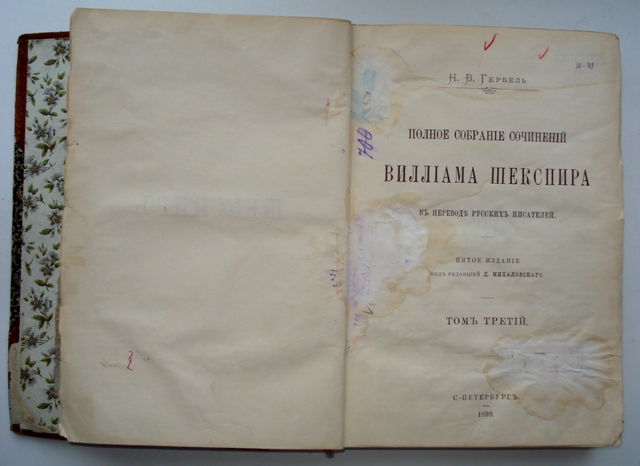 Н. В. Гербель.
ПОЛНОЕ СОБРАНІЕ СОЧИНЕНІЙ
ВИЛЛІАМА ШЕКСПИРА
ВЪ ПЕРЕВОДѢ РУССКИХЪ ПИСАТЕЛЕЙ.
ПЯТОЕ ИЗДАНІЕ
ПОДЪ РЕДАКЦІЕЙ Д. МИХАЛОВСКАГО.
ТОМЪ ТРЕТІЙ.
С-ПЕТЕРБУРГЪ.
1899.